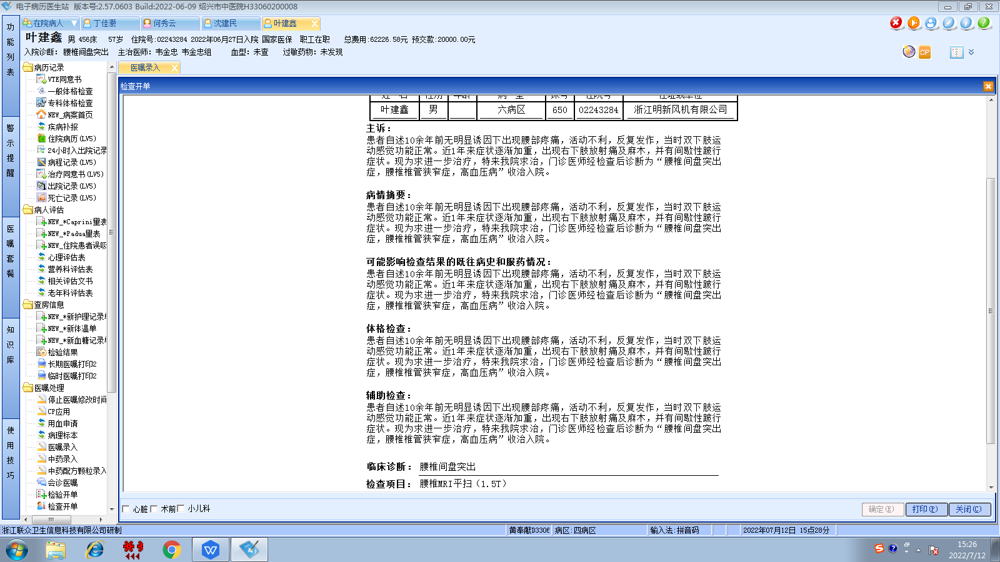 电子病历医生站 版本号:2.57.0603 Build:2022-06-09 绍兴市中医院H33060200008
在院病人 丁佳灏 何秀云 沈建民 叶建鑫
叶建鑫 男 456床 57岁 住院号:02243284 2022年06月27日入院 国家医保 职工在职 总费用:62226.58元 预交款:20000.00元
入院诊断: 腰椎间盘突出 主治医师: 韦金忠 韦金忠组 血型: 未查 过敏药物: 未发现
CP
功能列表
警示提醒
医嘱套餐
知识库
使用技巧
病历记录
VTE同意书
一般体格检查
专科体格检查
NEW_病案首页
疾病补报
住院病历(LV5)
24小时入出院记录
病程记录(LV5)
治疗同意书(LV5)
出院记录(LV5)
死亡记录(LV5)
病人评估
NEW_*Caprini量表
NEW_*Padua量表
NEW_住院患者误吸
心理评估表
营养科评估表
相关评估文书
老年科评估表
查房信息
NEW_*新护理记录单
NEW_*新体温单
NEW_*新血糖记录单
检验结果
长期医嘱打印2
临时医嘱打印2
医嘱处理
停止医嘱修改时间
CP应用
用血申请
病理标本
医嘱录入
中药录入
中药配方颗粒录入
会诊医嘱
检验开单
检查开单
医嘱录入
检查开单
姓 名 性别 年龄 病 室 床号 住院号 住址或单位
叶建鑫 男 六病区 650 02243284 浙江明新风机有限公司
主诉:
患者自述10余年前无明显诱因下出现腰部疼痛，活动不利，反复发作，当时双下肢运
动感觉功能正常。近1年来症状逐渐加重，出现右下肢放射痛及麻木，并有间歇性跛行
症状。现为求进一步治疗，特来我院求治，门诊医师经检查后诊断为“腰椎间盘突出
症，腰椎椎管狭窄症，高血压病”收治入院。
病情摘要:
患者自述10余年前无明显诱因下出现腰部疼痛，活动不利，反复发作，当时双下肢运
动感觉功能正常。近1年来症状逐渐加重，出现右下肢放射痛及麻木，并有间歇性跛行
症状。现为求进一步治疗，特来我院求治，门诊医师经检查后诊断为“腰椎间盘突出
症，腰椎椎管狭窄症，高血压病”收治入院。
可能影响检查结果的既往病史和服药情况:
患者自述10余年前无明显诱因下出现腰部疼痛，活动不利，反复发作，当时双下肢运
动感觉功能正常。近1年来症状逐渐加重，出现右下肢放射痛及麻木，并有间歇性跛行
症状。现为求进一步治疗，特来我院求治，门诊医师经检查后诊断为“腰椎间盘突出
症，腰椎椎管狭窄症，高血压病”收治入院。
体格检查:
患者自述10余年前无明显诱因下出现腰部疼痛，活动不利，反复发作，当时双下肢运
动感觉功能正常。近1年来症状逐渐加重，出现右下肢放射痛及麻木，并有间歇性跛行
症状。现为求进一步治疗，特来我院求治，门诊医师经检查后诊断为“腰椎间盘突出
症，腰椎椎管狭窄症，高血压病”收治入院。
辅助检查:
患者自述10余年前无明显诱因下出现腰部疼痛，活动不利，反复发作，当时双下肢运
动感觉功能正常。近1年来症状逐渐加重，出现右下肢放射痛及麻木，并有间歇性跛行
症状。现为求进一步治疗，特来我院求治，门诊医师经检查后诊断为“腰椎间盘突出
症，腰椎椎管狭窄症，高血压病”收治入院。
临床诊断: 腰椎间盘突出
检查项目: 腰椎MRI平扫（1.5T）
心脏 术前 小儿科 确定(E) 打印(P) 关闭(C)
浙江联众卫生信息科技有限公司研制 黄奉献D3306 病区:四病区 输入法:拼音码 2022年07月12日 15点28分
15:26
2022/7/12